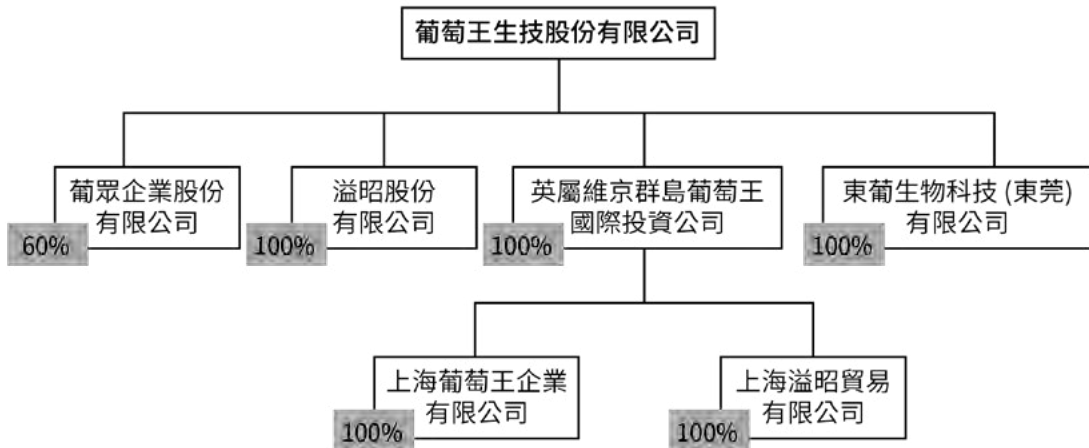 葡萄王生技股份有限公司
葡眾企業股份
有限公司
60%
溢昭股份
有限公司
100%
英屬維京群島葡萄王
國際投資公司
100%
東葡生物科技 (東莞)
有限公司
100%
上海葡萄王企業
有限公司
100%
上海溢昭貿易
有限公司
100%